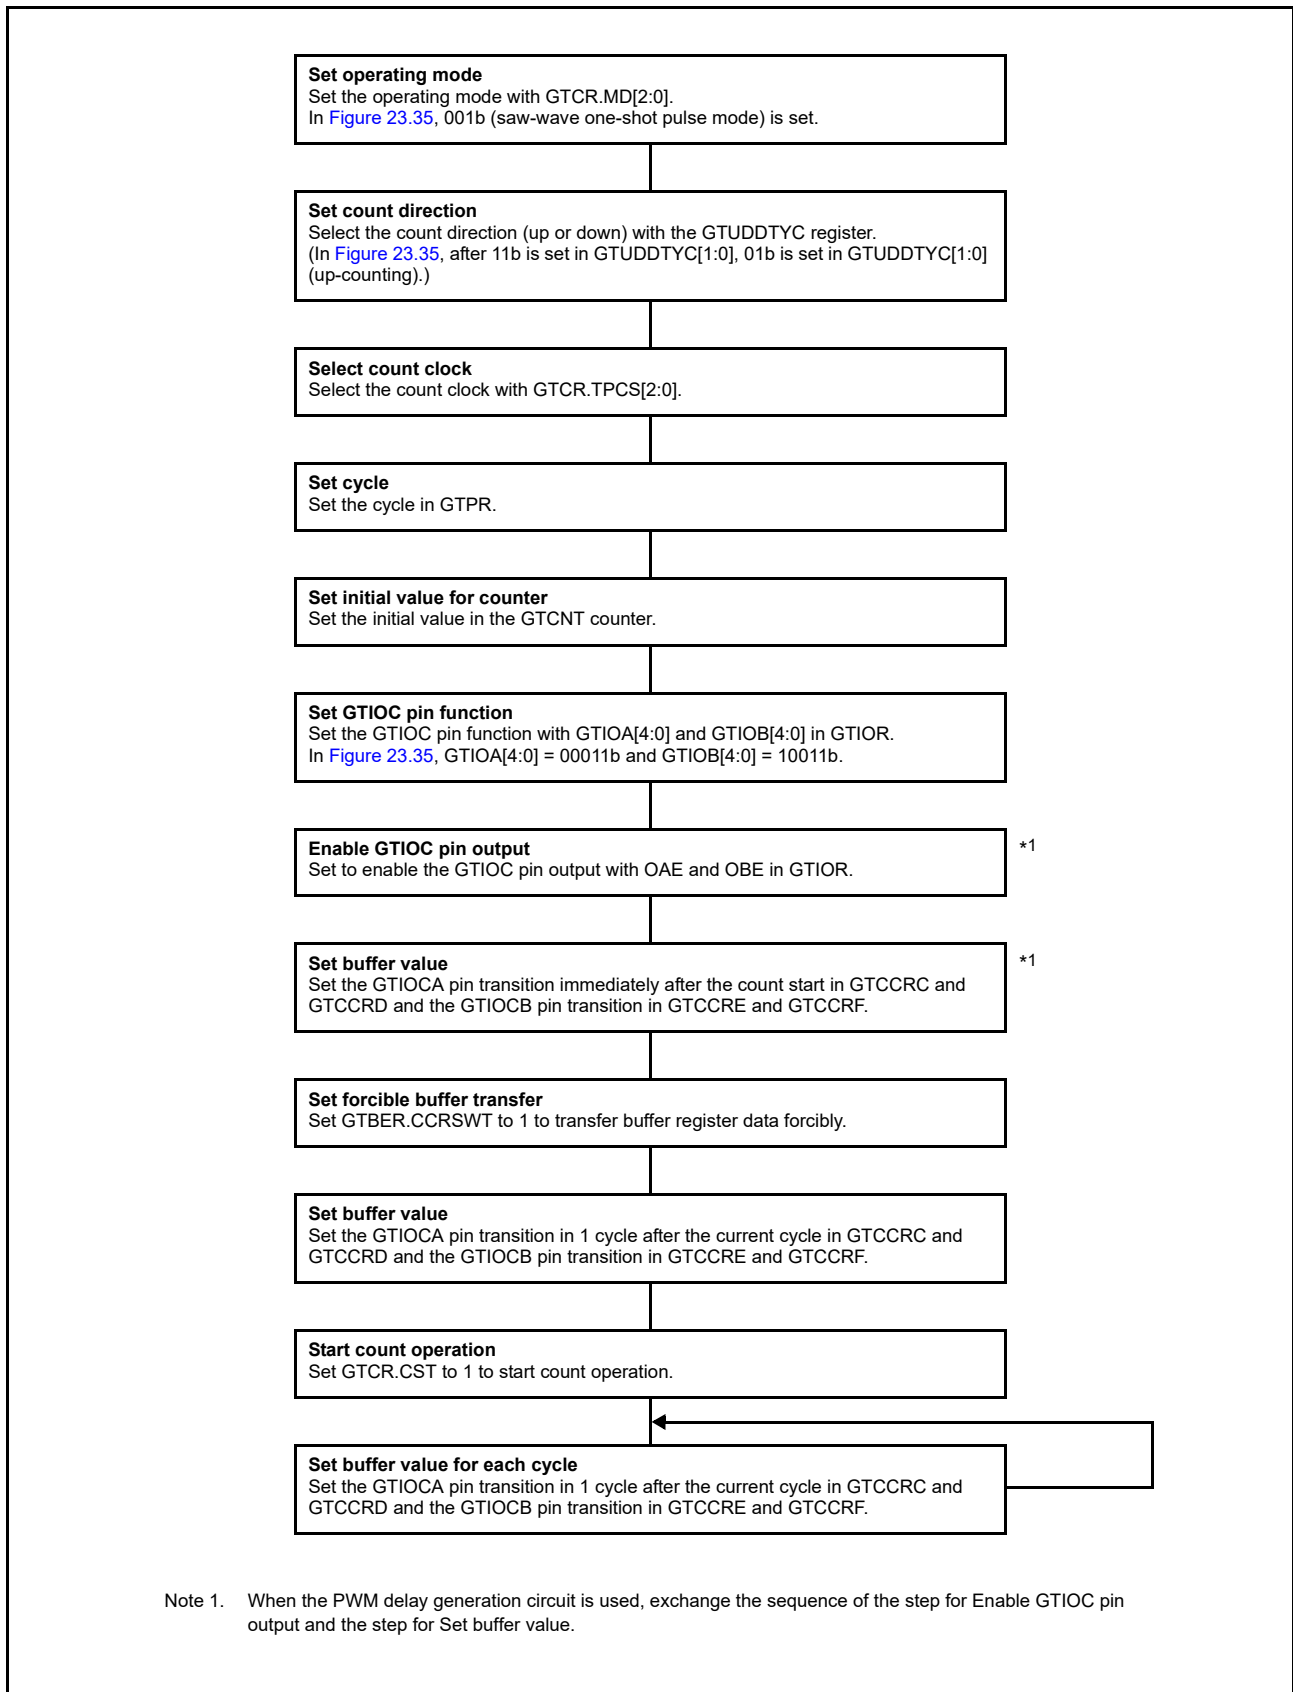 Set operating mode
Set the operating mode with GTCR.MD[2:0].
In Figure 23.35, 001b (saw-wave one-shot pulse mode) is set.
Set count direction
Select the count direction (up or down) with the GTUDDTYC register.
(In Figure 23.35, after 11b is set in GTUDDTYC[1:0], 01b is set in GTUDDTYC[1:0]
(up-counting).)
Select count clock
Select the count clock with GTCR.TPCS[2:0].
Set cycle
Set the cycle in GTPR.
Set initial value for counter
Set the initial value in the GTCNT counter.
Set GTIOC pin function
Set the GTIOC pin function with GTIOA[4:0] and GTIOB[4:0] in GTIOR.
In Figure 23.35, GTIOA[4:0] = 00011b and GTIOB[4:0] = 10011b.
Enable GTIOC pin output *1
Set to enable the GTIOC pin output with OAE and OBE in GTIOR.
Set buffer value *1
Set the GTIOCA pin transition immediately after the count start in GTCCRC and
GTCCRD and the GTIOCB pin transition in GTCCRE and GTCCRF.
Set forcible buffer transfer
Set GTBER.CCRSWT to 1 to transfer buffer register data forcibly.
Set buffer value
Set the GTIOCA pin transition in 1 cycle after the current cycle in GTCCRC and
GTCCRD and the GTIOCB pin transition in GTCCRE and GTCCRF.
Start count operation
Set GTCR.CST to 1 to start count operation.
Set buffer value for each cycle
Set the GTIOCA pin transition in 1 cycle after the current cycle in GTCCRC and
GTCCRD and the GTIOCB pin transition in GTCCRE and GTCCRF.
Note 1. When the PWM delay generation circuit is used, exchange the sequence of the step for Enable GTIOC pin
output and the step for Set buffer value.